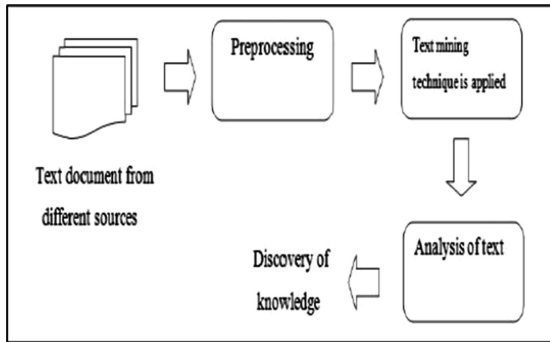 Preprocessing
Text mining
technique is applied
Text document from
different sources
Analysis of text
Discovery of
knowledge